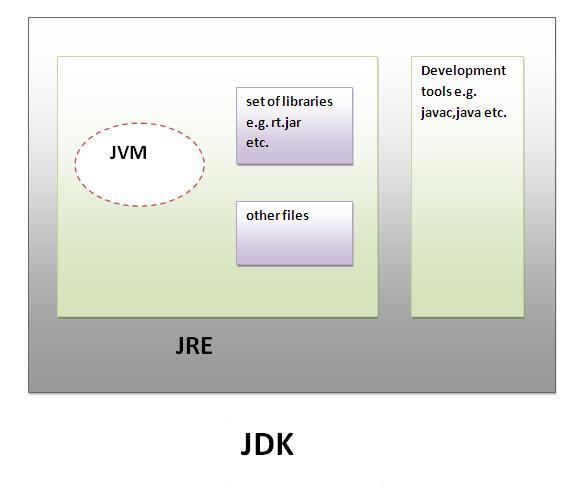 JVM
set of libraries
e.g. rt.jar
etc.
other files
JRE
Development
tools e.g.
javac,java etc.
JDK